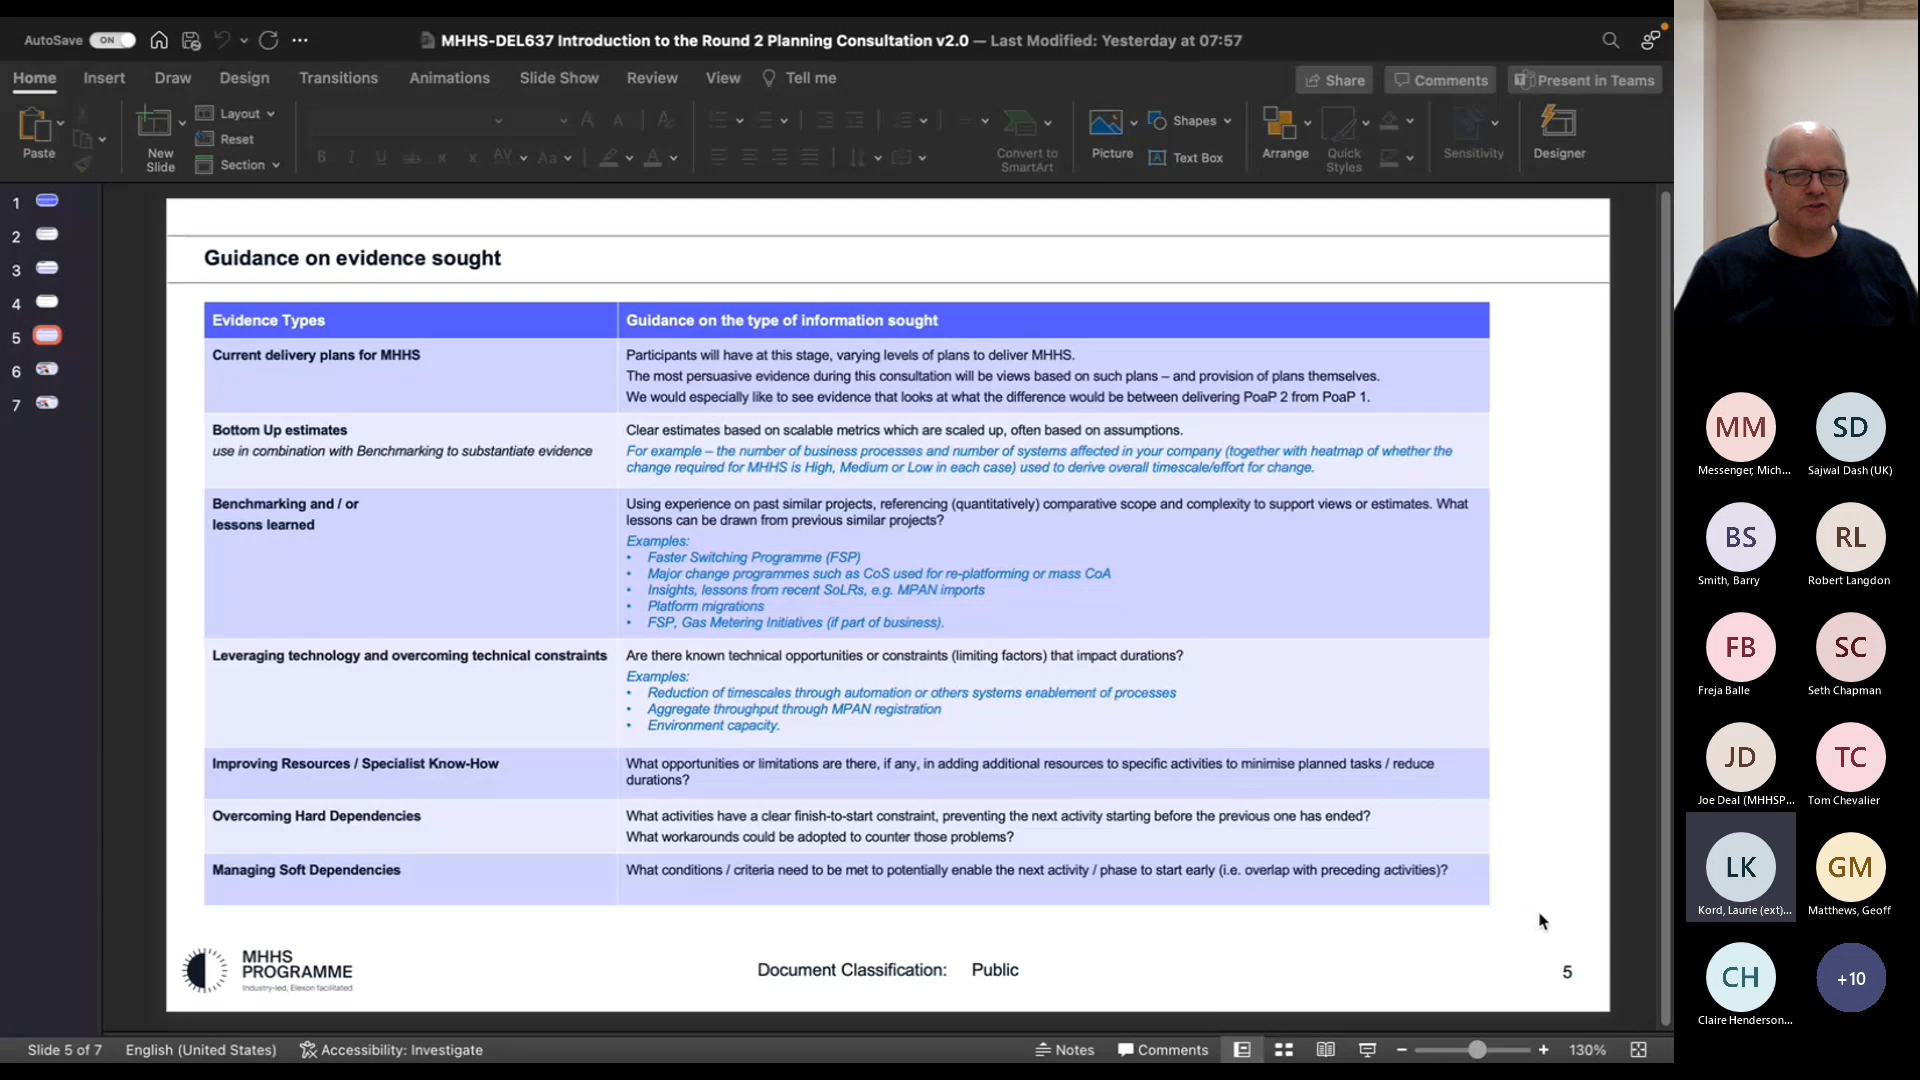 AutoSave ON
MHHS-DEL637 Introduction to the Round 2 Planning Consultation v2.0 — Last Modified: Yesterday at 07:57
Home Insert Draw Design Transitions Animations Slide Show Review View Tell me
Share Comments Present in Teams
Paste
New Slide
Layout
Reset
Section
Convert to SmartArt
Picture
Shapes
Text Box
Arrange
Quick Styles
Sensitivity
Designer
1
2
3
4
5
6
7
Guidance on evidence sought
Evidence Types
Guidance on the type of information sought
Current delivery plans for MHHS
Participants will have at this stage, varying levels of plans to deliver MHHS.
The most persuasive evidence during this consultation will be views based on such plans – and provision of plans themselves.
We would especially like to see evidence that looks at what the difference would be between delivering PoaP 2 from PoaP 1.
Bottom Up estimates
use in combination with Benchmarking to substantiate evidence
Clear estimates based on scalable metrics which are scaled up, often based on assumptions.
For example – the number of business processes and number of systems affected in your company (together with heatmap of whether the
change required for MHHS is High, Medium or Low in each case) used to derive overall timescale/effort for change.
Benchmarking and / or
lessons learned
Using experience on past similar projects, referencing (quantitatively) comparative scope and complexity to support views or estimates. What
lessons can be drawn from previous similar projects?
Examples:
• Faster Switching Programme (FSP)
• Major change programmes such as CoS used for re-platforming or mass CoA
• Insights, lessons from recent SoLRs, e.g. MPAN imports
• Platform migrations
• FSP, Gas Metering Initiatives (if part of business).
Leveraging technology and overcoming technical constraints
Are there known technical opportunities or constraints (limiting factors) that impact durations?
Examples:
• Reduction of timescales through automation or others systems enablement of processes
• Aggregate throughput through MPAN registration
• Environment capacity.
Improving Resources / Specialist Know-How
What opportunities or limitations are there, if any, in adding additional resources to specific activities to minimise planned tasks / reduce
durations?
Overcoming Hard Dependencies
What activities have a clear finish-to-start constraint, preventing the next activity starting before the previous one has ended?
What workarounds could be adopted to counter those problems?
Managing Soft Dependencies
What conditions / criteria need to be met to potentially enable the next activity / phase to start early (i.e. overlap with preceding activities)?
MHHS
PROGRAMME
Industry-led, Elexon facilitated
Document Classification: Public
5
Slide 5 of 7 English (United States) Accessibility: Investigate
Notes Comments 130%
MM
Messenger, Mich...
SD
Sajwal Dash (UK)
BS
Smith, Barry
RL
Robert Langdon
FB
Freja Balle
SC
Seth Chapman
JD
Joe Deal (MHHSP...
TC
Tom Chevalier
LK
Kord, Laurie (ext)...
GM
Matthews, Geoff
CH
Claire Henderson...
+10